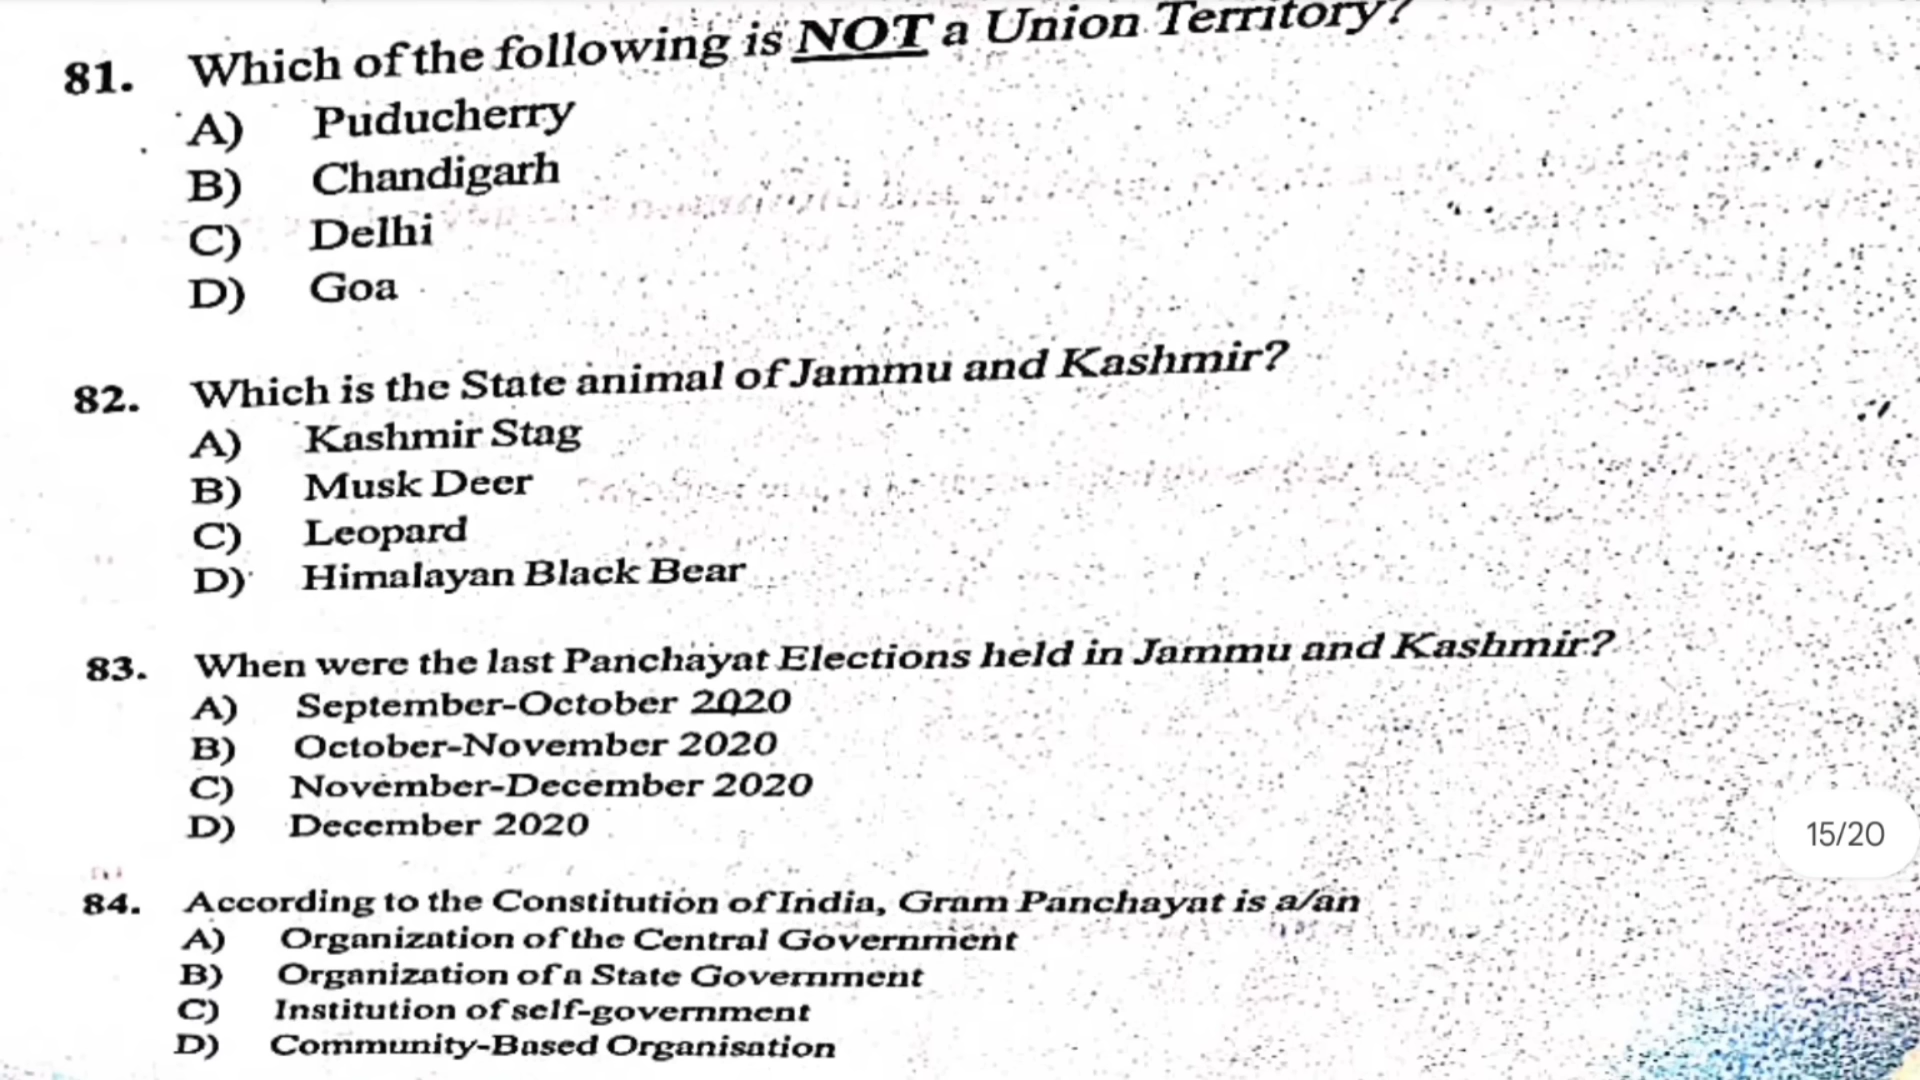 81. Which of the following is NOT a Union Territory?
A) Puducherry
B) Chandigarh
C) Delhi
D) Goa
82. Which is the State animal of Jammu and Kashmir?
A) Kashmir Stag
B) Musk Deer
C) Leopard
D) Himalayan Black Bear
83. When were the last Panchayat Elections held in Jammu and Kashmir?
A) September-October 2020
B) October-November 2020
C) November-December 2020
D) December 2020
15/20
84. According to the Constitution of India, Gram Panchayat is a/an
A) Organization of the Central Government
B) Organization of a State Government
C) Institution of self-government
D) Community-Based Organisation